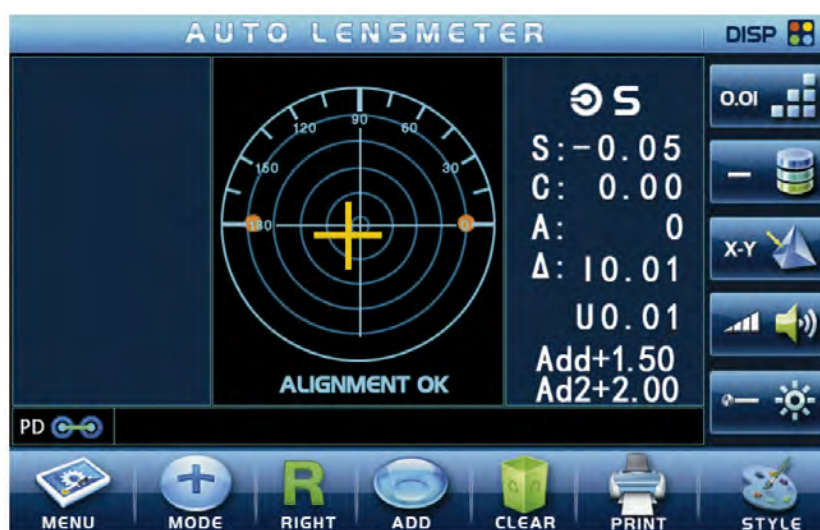 AUTO LENSMETER
DISP
0.01
S
S:-0.05
C: 0.00
A: 0
Δ: I0.01
U0.01
Add+1.50
Ad2+2.00
X-Y
180
150
120
90
60
30
0
ALIGNMENT OK
PD
MENU
MODE
R
RIGHT
ADD
CLEAR
PRINT
STYLE